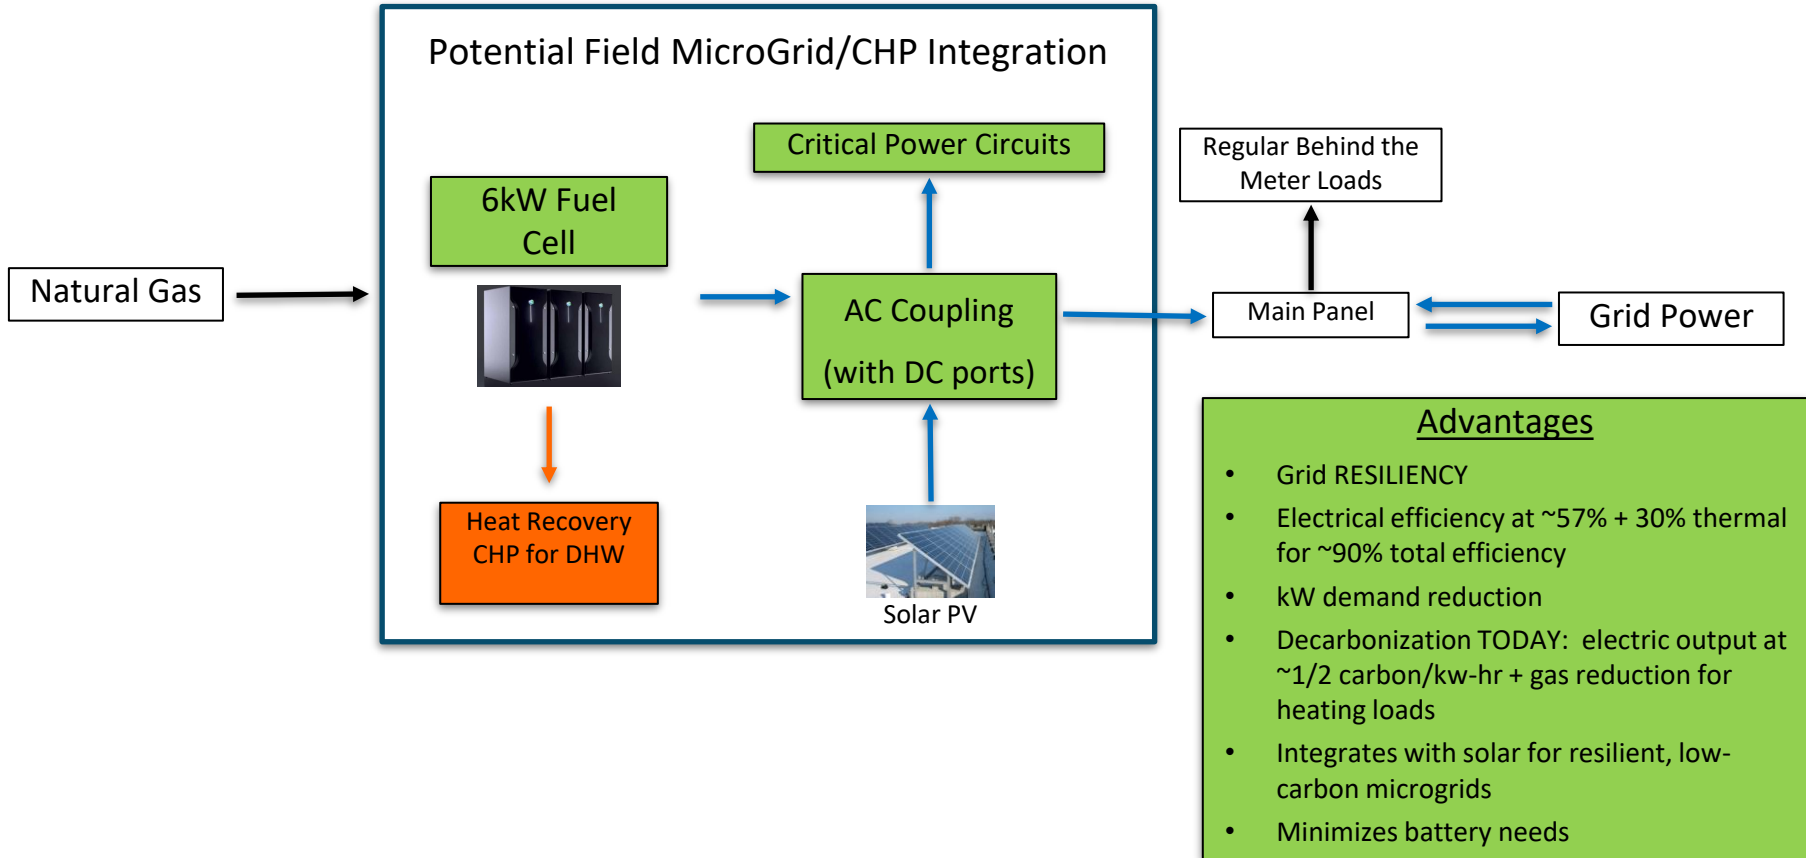 Potential Field MicroGrid/CHP Integration
Critical Power Circuits
Regular Behind the
Meter Loads
6kW Fuel
Cell
Natural Gas
AC Coupling
(with DC ports)
Main Panel
Grid Power
Heat Recovery
CHP for DHW
Solar PV
Advantages
• Grid RESILIENCY
• Electrical efficiency at ~57% + 30% thermal
for ~90% total efficiency
• kW demand reduction
• Decarbonization TODAY:  electric output at
~1/2 carbon/kw-hr + gas reduction for
heating loads
• Integrates with solar for resilient, low-
carbon microgrids
• Minimizes battery needs